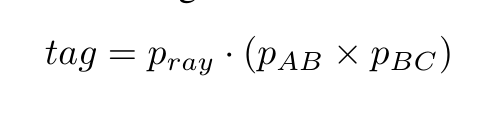 tag = p_{ray} · (p_{AB} × p_{BC})